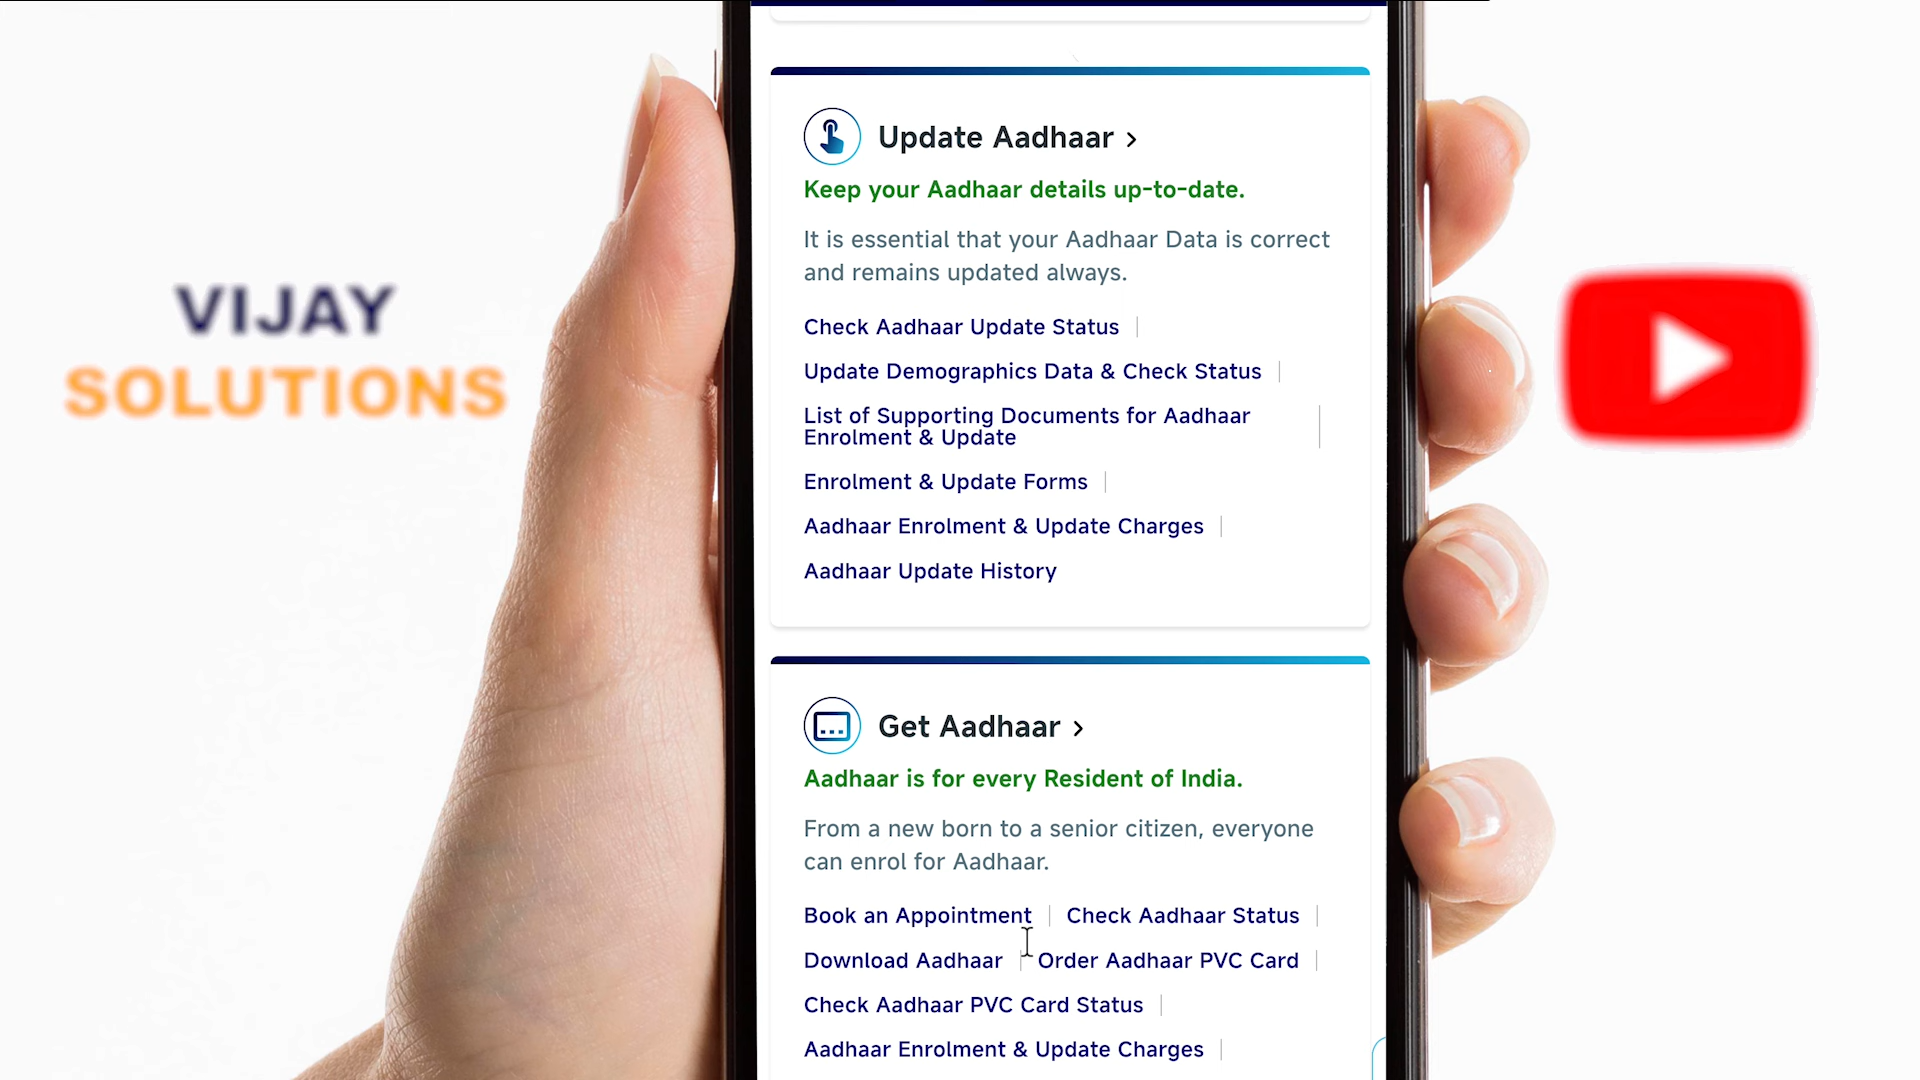 VIJAY
SOLUTIONS
Update Aadhaar >
Keep your Aadhaar details up-to-date.
It is essential that your Aadhaar Data is correct
and remains updated always.
Check Aadhaar Update Status |
Update Demographics Data & Check Status |
List of Supporting Documents for Aadhaar
Enrolment & Update |
Enrolment & Update Forms |
Aadhaar Enrolment & Update Charges |
Aadhaar Update History
Get Aadhaar >
Aadhaar is for every Resident of India.
From a new born to a senior citizen, everyone
can enrol for Aadhaar.
Book an Appointment | Check Aadhaar Status |
Download Aadhaar | Order Aadhaar PVC Card |
Check Aadhaar PVC Card Status |
Aadhaar Enrolment & Update Charges |